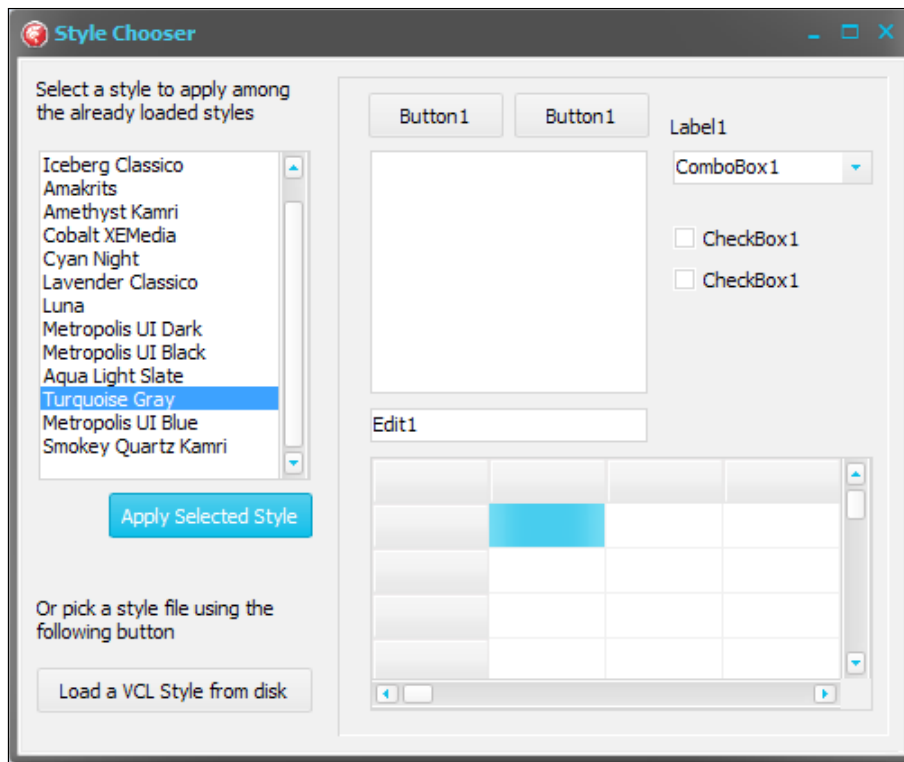 Style Chooser
Select a style to apply among
the already loaded styles
Iceberg Classico
Amakrits
Amethyst Kamri
Cobalt XEMedia
Cyan Night
Lavender Classico
Luna
Metropolis UI Dark
Metropolis UI Black
Aqua Light Slate
Turquoise Gray
Metropolis UI Blue
Smokey Quartz Kamri
Apply Selected Style
Or pick a style file using the
following button
Load a VCL Style from disk
Button1
Button1
Label1
ComboBox1
CheckBox1
CheckBox1
Edit1